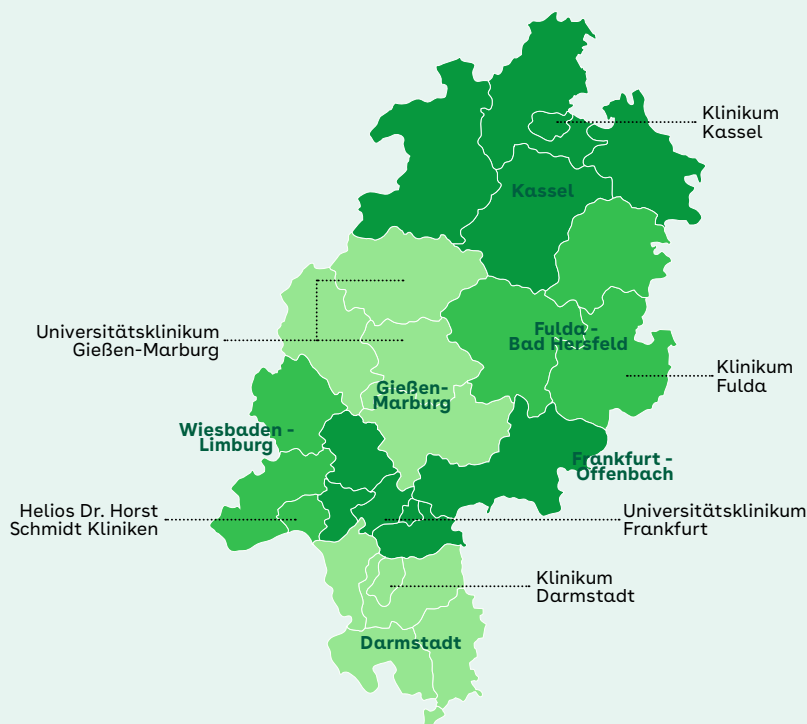 Klinikum
Kassel
Kassel
Universitätsklinikum
Gießen-Marburg
Fulda -
Bad Hersfeld
Klinikum
Fulda
Gießen-
Marburg
Wiesbaden -
Limburg
Frankfurt -
Offenbach
Helios Dr. Horst
Schmidt Kliniken
Universitätsklinikum
Frankfurt
Klinikum
Darmstadt
Darmstadt